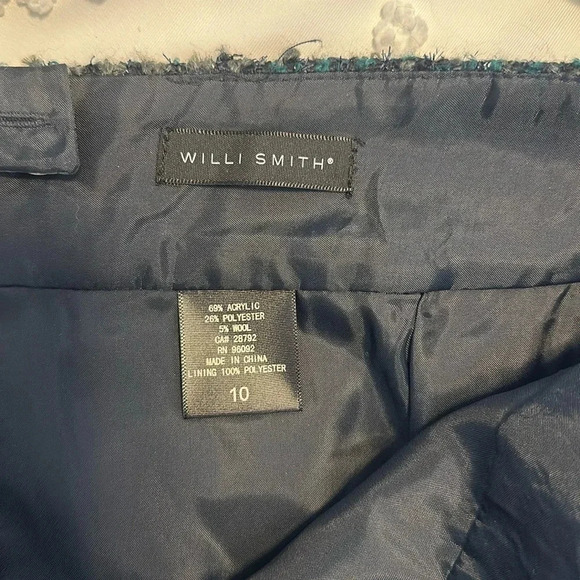 WILLI SMITH®
69% ACRYLIC
26% POLYESTER
5% WOOL
CA# 28792
RN 96092
MADE IN CHINA
LINING 100% POLYESTER
10